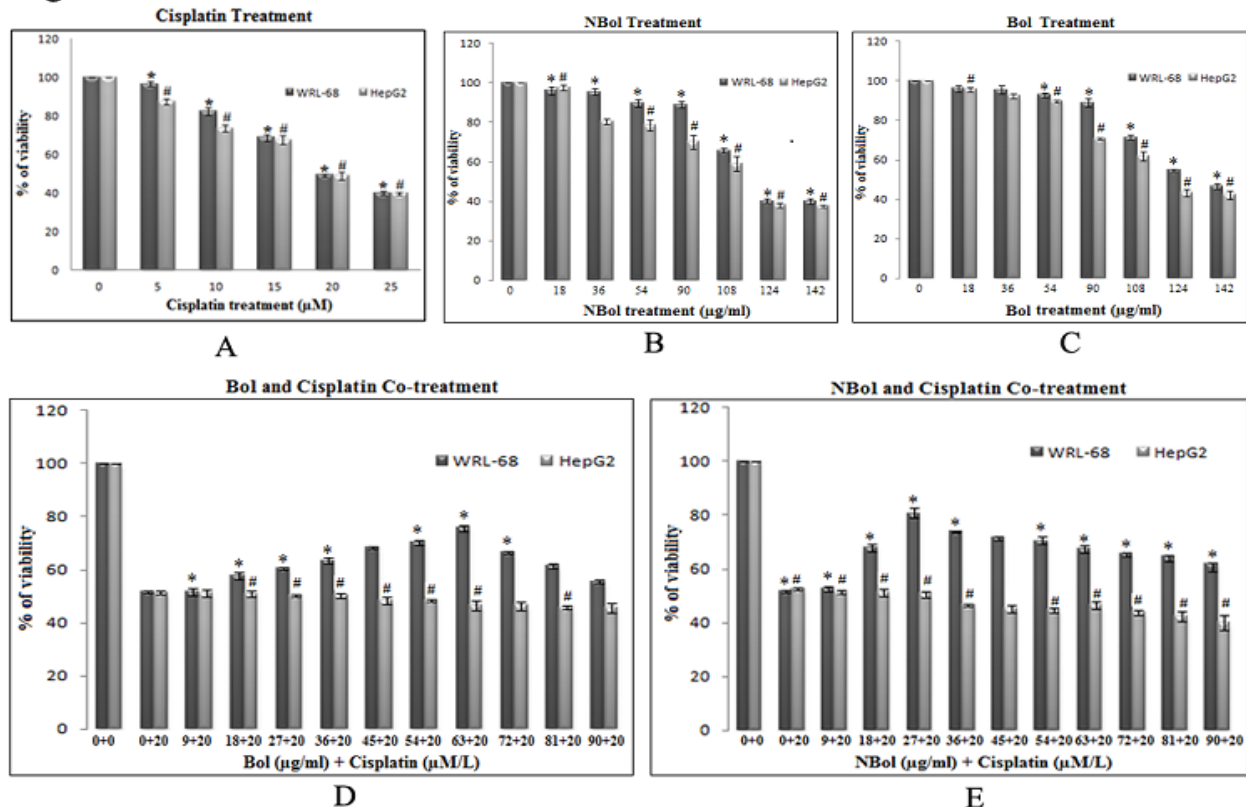 Cisplatin Treatment
120
100
80
60
40
20
0
% of viability
WRL-68 HepG2
* # * # * # * # * #
0 5 10 15 20 25
Cisplatin treatment (µM)
A
NBol Treatment
120
100
80
60
40
20
0
% of viability
WRL-68 HepG2
* # * * # * # * # * # * #
0 18 36 54 90 108 124 142
NBol treatment (µg/ml)
B
Bol Treatment
120
100
80
60
40
20
0
% of viability
WRL-68 HepG2
# * # * # * # * # * #
0 18 36 54 90 108 124 142
Bol treatment (µg/ml)
C
Bol and Cisplatin Co-treatment
120
100
80
60
40
20
0
% of viability
WRL-68 HepG2
* * # * # * # # * # * # * #
0+0 0+20 9+20 18+20 27+20 36+20 45+20 54+20 63+20 72+20 81+20 90+20
Bol (µg/ml) + Cisplatin (µM/L)
D
NBol and Cisplatin Co-treatment
120
100
80
60
40
20
0
% of viability
WRL-68 HepG2
* # * # * # * # * # * # * # * # * # * #
0+0 0+20 9+20 18+20 27+20 36+20 45+20 54+20 63+20 72+20 81+20 90+20
NBol (µg/ml) + Cisplatin (µM/L)
E